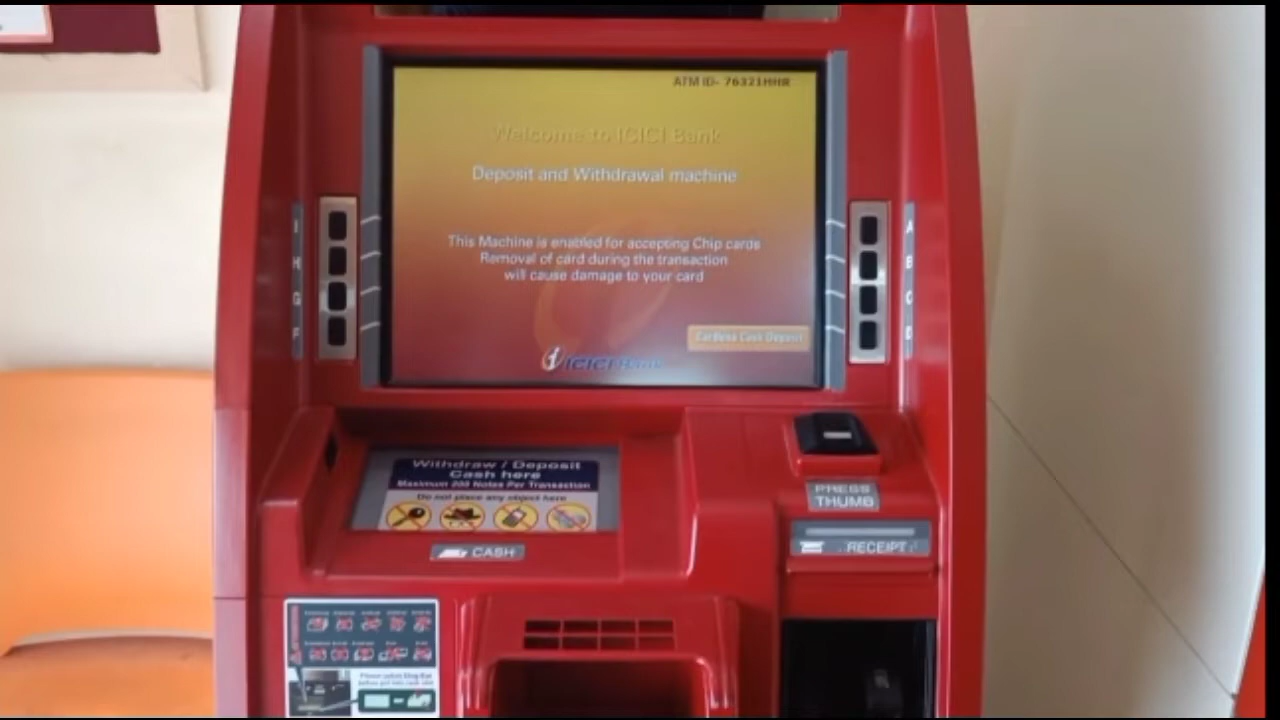 ATM ID- 76321HHR
Welcome to ICICI Bank
Deposit and Withdrawal machine
This Machine is enabled for accepting Chip cards
Removal of card during the transaction
will cause damage to your card
Cardless Cash Deposit
ICICI Bank
I
H
G
F
A
B
C
D
Withdraw / Deposit
Cash here
Maximum 200 Notes Per Transaction
Do not place any object here
CASH
PRESS
THUMB
RECEIPT